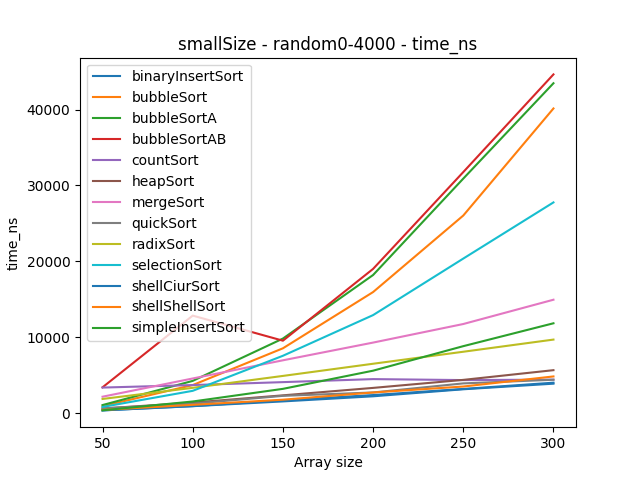 smallSize - random0-4000 - time_ns
binaryInsertSort
bubbleSort
bubbleSortA
bubbleSortAB
countSort
heapSort
mergeSort
quickSort
radixSort
selectionSort
shellCiurSort
shellShellSort
simpleInsertSort
40000
30000
20000
10000
0
time_ns
50 100 150 200 250 300
Array size